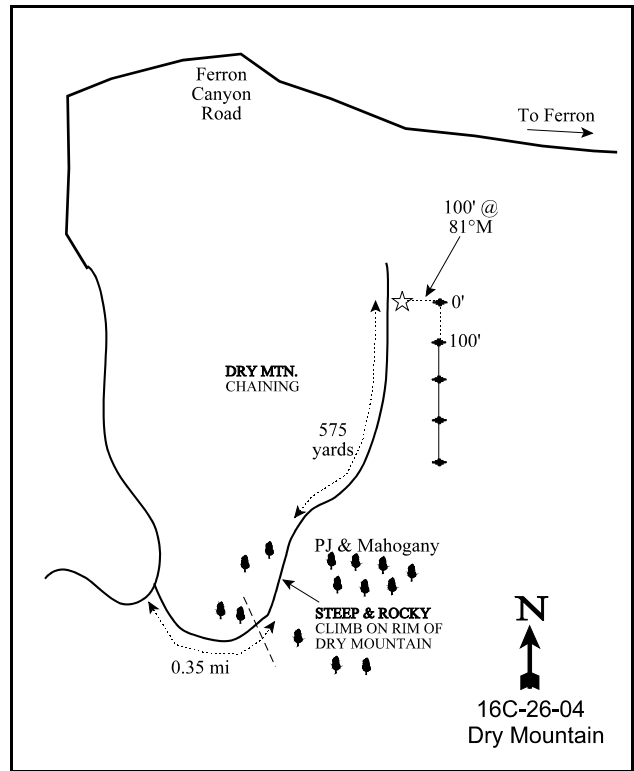 Ferron
Canyon
Road
To Ferron
100' @
81°M
0'
100'
DRY MTN.
CHAINING
575
yards
PJ & Mahogany
STEEP & ROCKY
CLIMB ON RIM OF
DRY MOUNTAIN
0.35 mi
N
16C-26-04
Dry Mountain